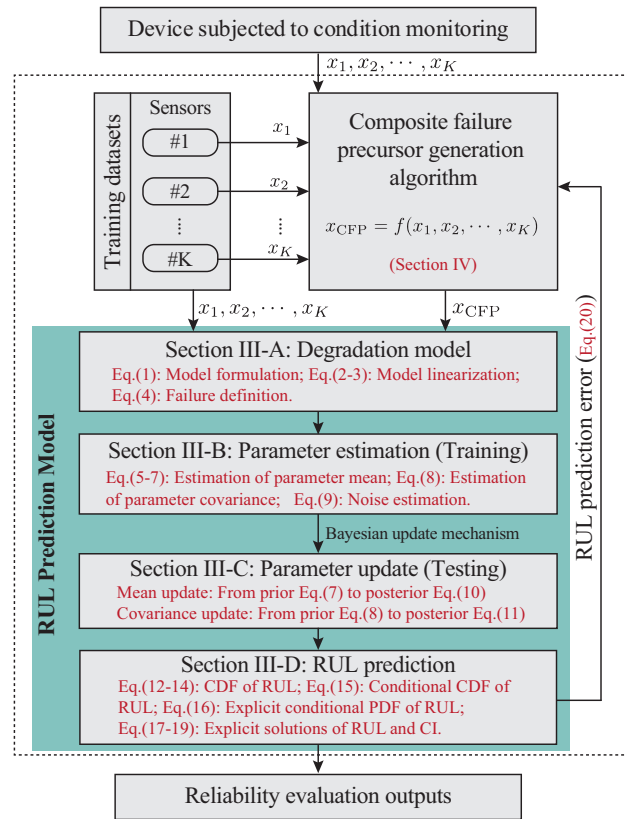 Device subjected to condition monitoring
x₁, x₂, ⋯, x_K
Training datasets
Sensors
#1
#2
⋮
#K
x₁
x₂
⋮
x_K
Composite failure
precursor generation
algorithm
x_CFP = f(x₁, x₂, ⋯, x_K)
(Section IV)
x₁, x₂, ⋯, x_K
x_CFP
RUL Prediction Model
Section III-A: Degradation model
Eq.(1): Model formulation; Eq.(2-3): Model linearization;
Eq.(4): Failure definition.
Section III-B: Parameter estimation (Training)
Eq.(5-7): Estimation of parameter mean; Eq.(8): Estimation
of parameter covariance; Eq.(9): Noise estimation.
Bayesian update mechanism
Section III-C: Parameter update (Testing)
Mean update: From prior Eq.(7) to posterior Eq.(10)
Covariance update: From prior Eq.(8) to posterior Eq.(11)
Section III-D: RUL prediction
Eq.(12-14): CDF of RUL; Eq.(15): Conditional CDF of
RUL; Eq.(16): Explicit conditional PDF of RUL;
Eq.(17-19): Explicit solutions of RUL and CI.
RUL prediction error (Eq.(20))
Reliability evaluation outputs